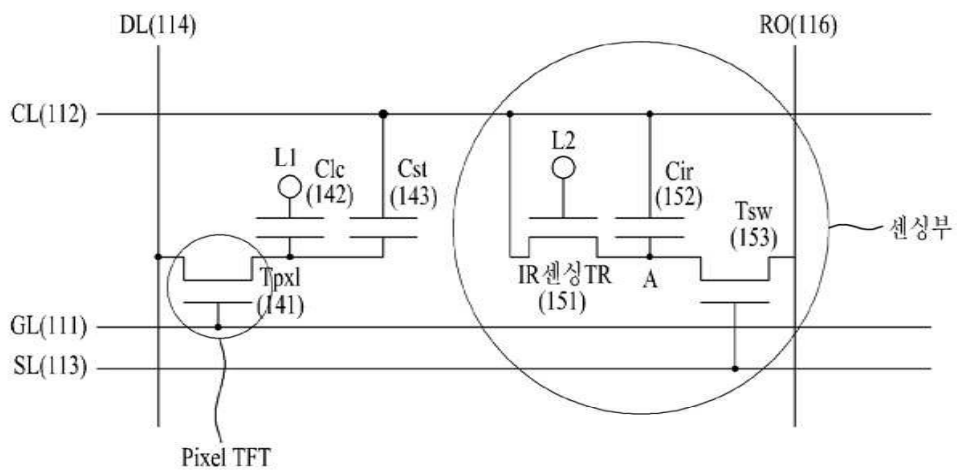 DL(114)
RO(116)
CL(112)
L1
Clc
(142)
Cst
(143)
L2
Cir
(152)
Tsw
(153)
센싱부
Tpxl
(141)
IR센싱TR
(151)
A
GL(111)
SL(113)
Pixel TFT